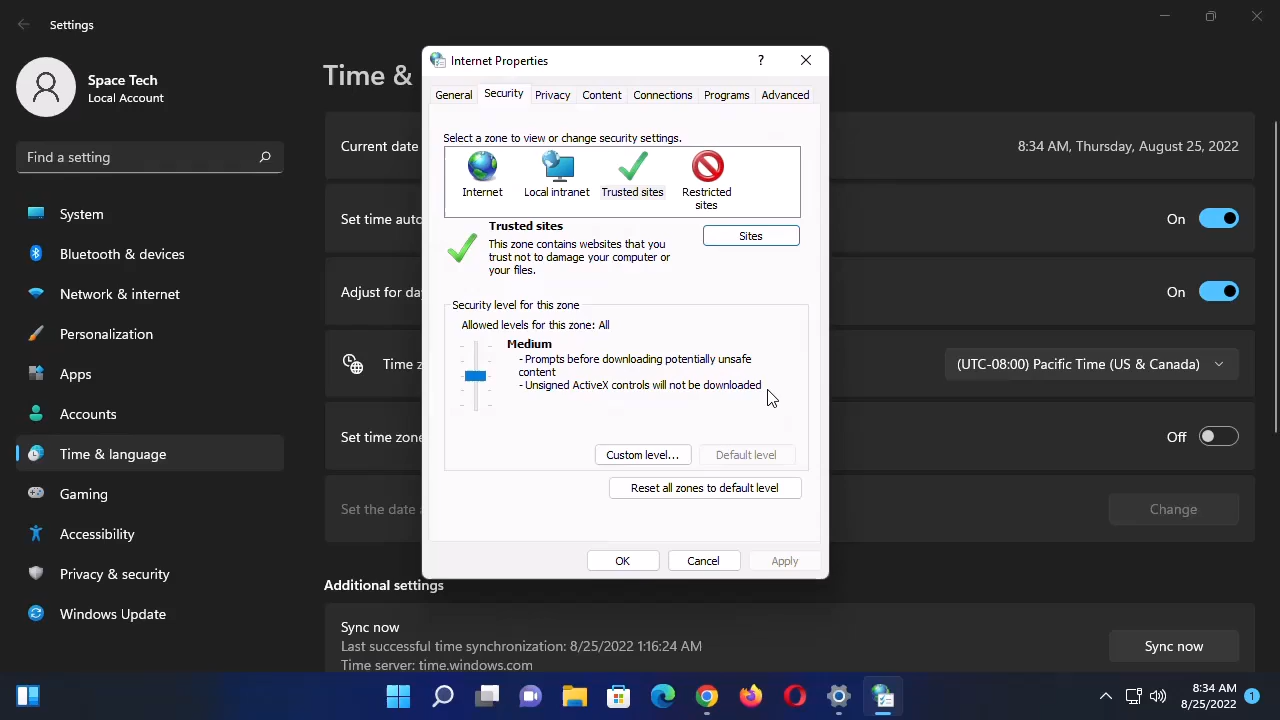 Settings
Space Tech
Local Account
Find a setting
System
Bluetooth & devices
Network & internet
Personalization
Apps
Accounts
Time & language
Gaming
Accessibility
Privacy & security
Windows Update
Time &
Current date
8:34 AM, Thursday, August 25, 2022
Set time auto
On
Adjust for da
On
Time z
(UTC-08:00) Pacific Time (US & Canada)
Set time zone
Off
Set the date
Change
Additional settings
Sync now
Last successful time synchronization: 8/25/2022 1:16:24 AM
Time server: time.windows.com
Sync now
Internet Properties
?
General Security Privacy Content Connections Programs Advanced
Select a zone to view or change security settings.
Internet
Local intranet
Trusted sites
Restricted
sites
Trusted sites
This zone contains websites that you
trust not to damage your computer or
your files.
Sites
Security level for this zone
Allowed levels for this zone: All
Medium
- Prompts before downloading potentially unsafe
content
- Unsigned ActiveX controls will not be downloaded
Custom level...
Default level
Reset all zones to default level
OK
Cancel
Apply
8:34 AM
8/25/2022
1